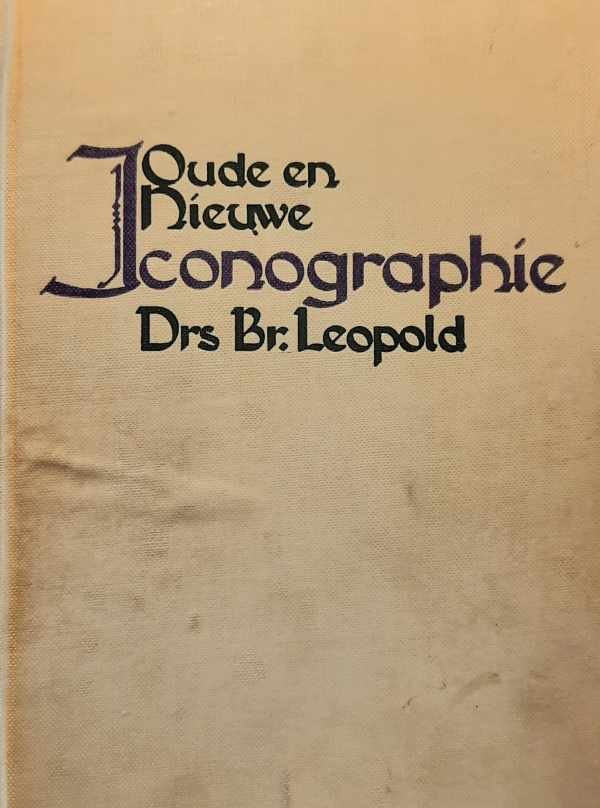 Oude en
Nieuwe
Iconographie
Drs Br. Leopold